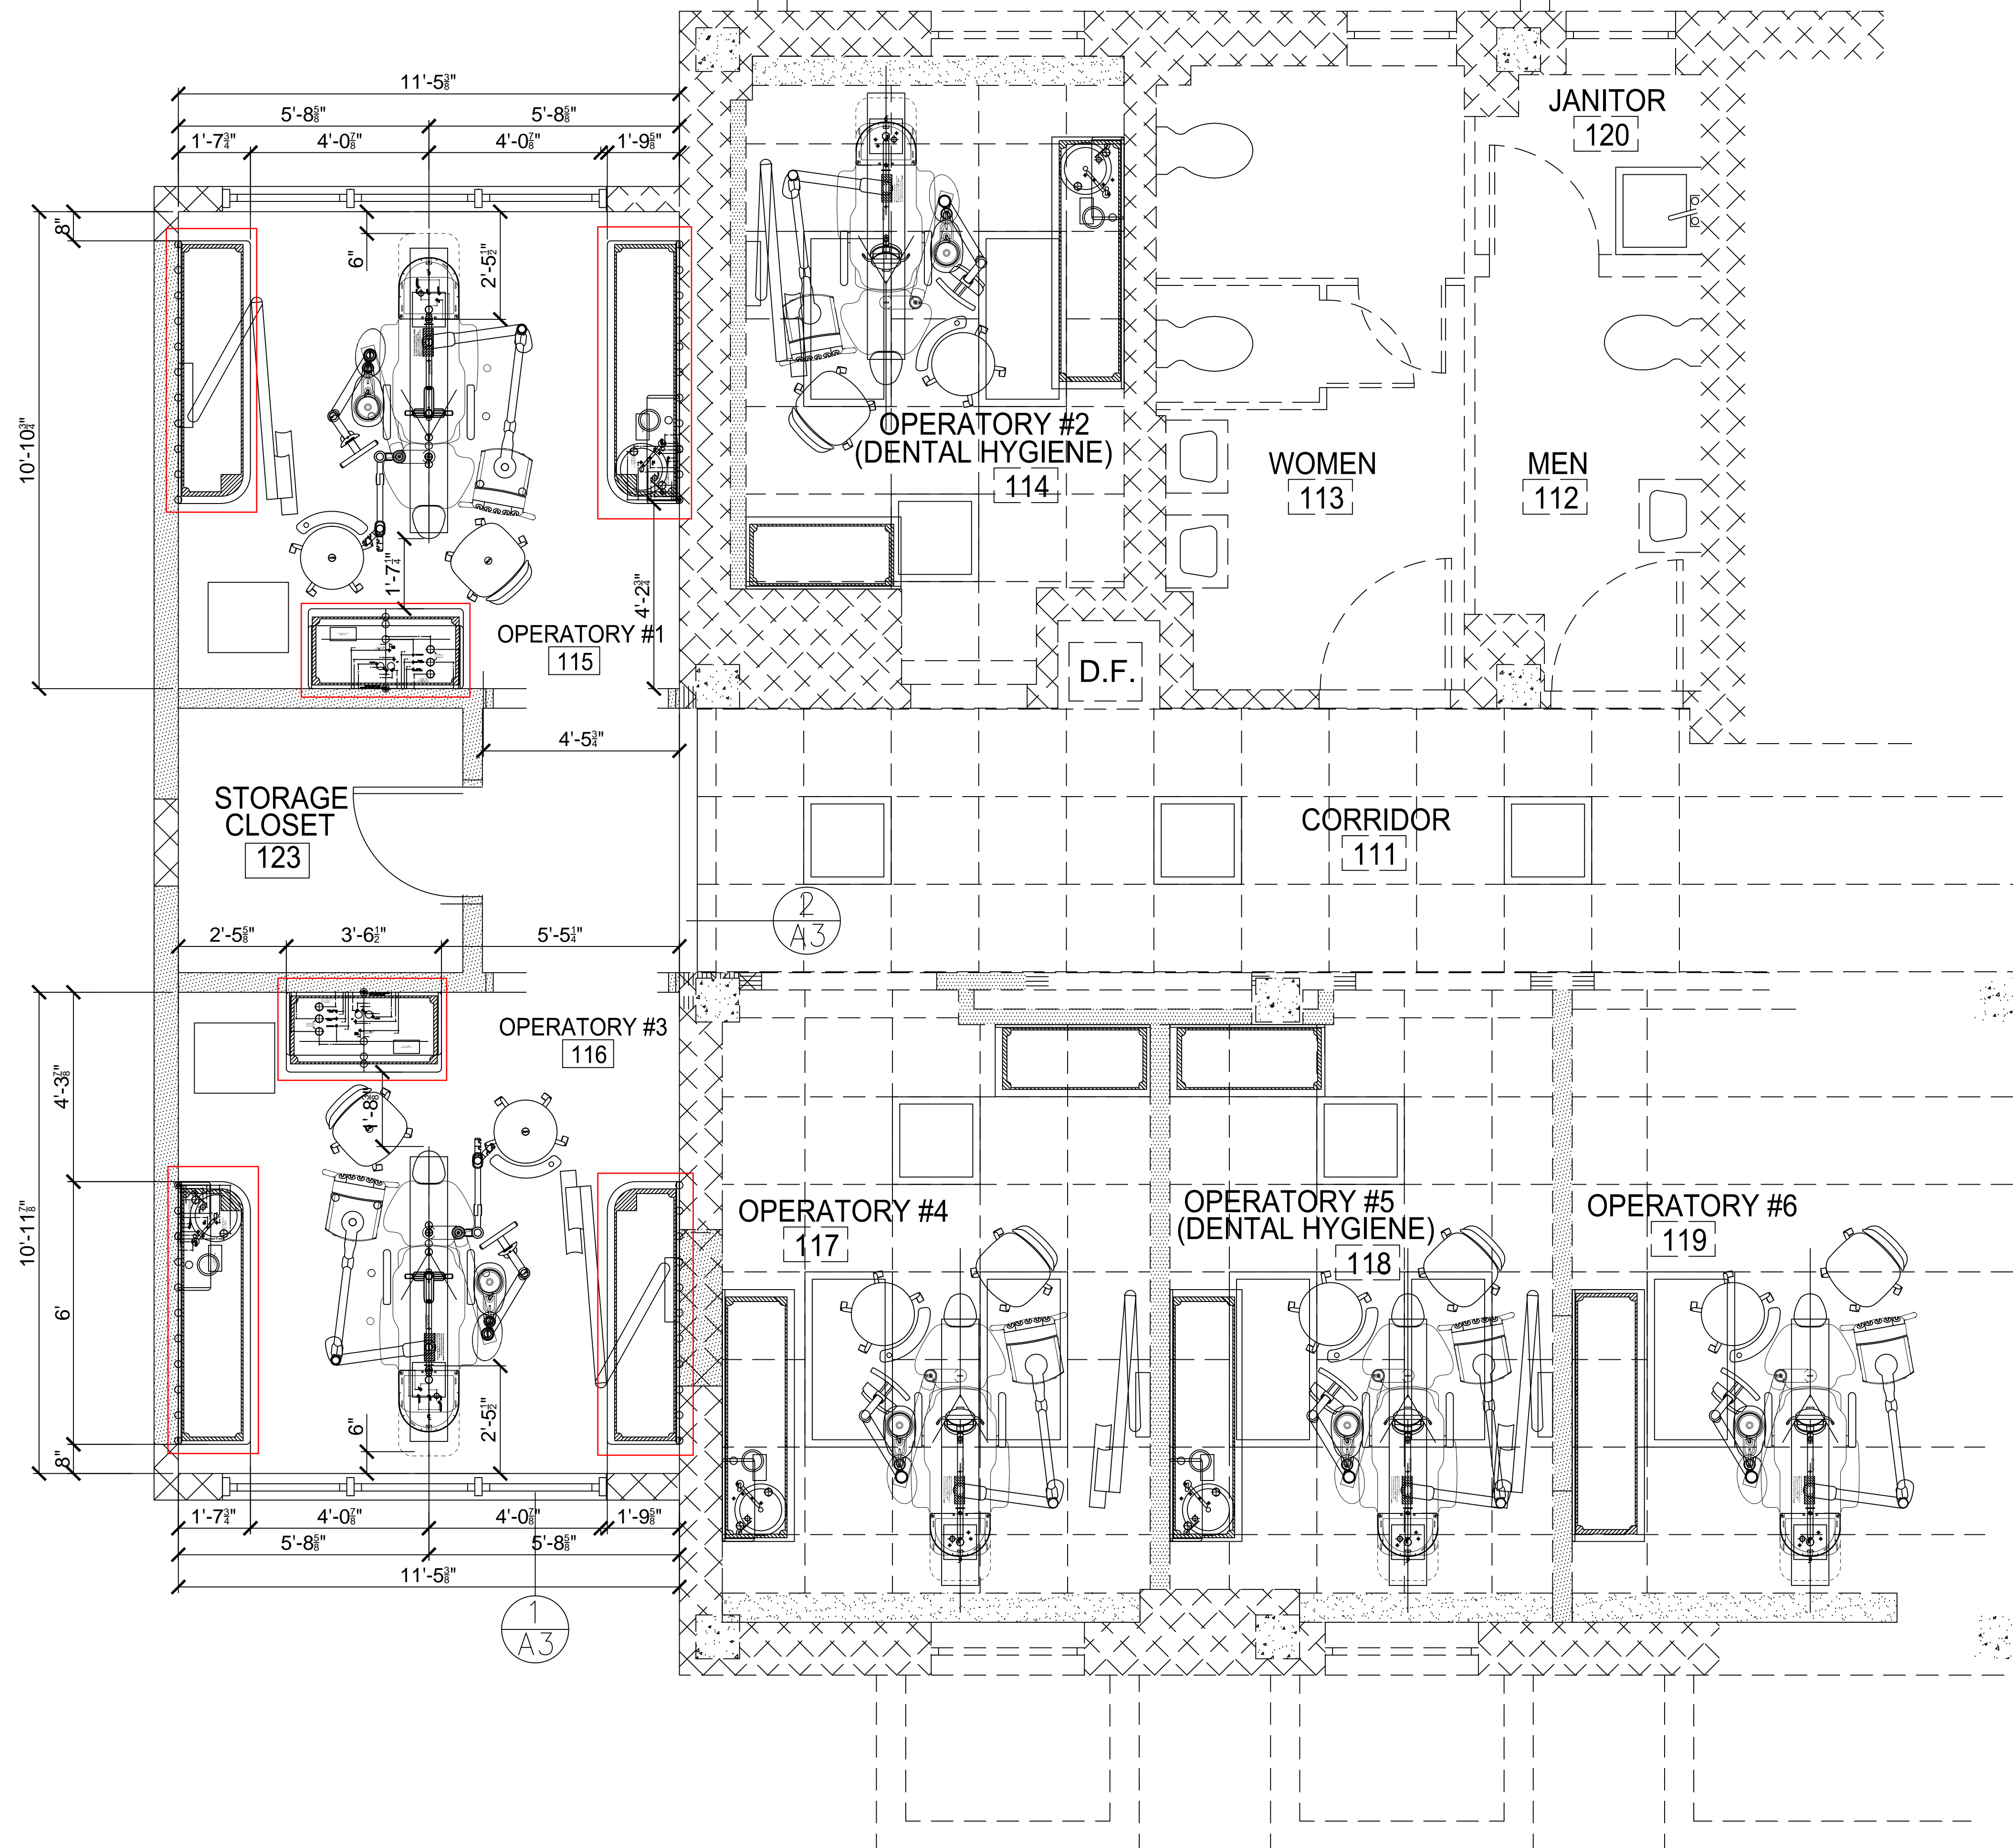 11'-5⅜"
5'-8⅝"
5'-8⅝"
1'-7¾"
4'-0⅞"
4'-0⅞"
1'-9⅝"
8"
6"
2'-5½"
10'-10¾"
1'-7¼"
4'-2¾"
OPERATORY #1
115
OPERATORY #2
(DENTAL HYGIENE)
114
WOMEN
113
MEN
112
JANITOR
120
D.F.
4'-5¾"
STORAGE
CLOSET
123
CORRIDOR
111
2
A3
2'-5⅝"
3'-6½"
5'-5¼"
OPERATORY #3
116
4'-3⅞"
10'-11⅞"
6'
8"
6"
2'-5½"
OPERATORY #4
117
OPERATORY #5
(DENTAL HYGIENE)
118
OPERATORY #6
119
1'-7¾"
4'-0⅞"
4'-0⅞"
1'-9⅝"
5'-8⅝"
5'-8⅝"
11'-5⅜"
1
A3